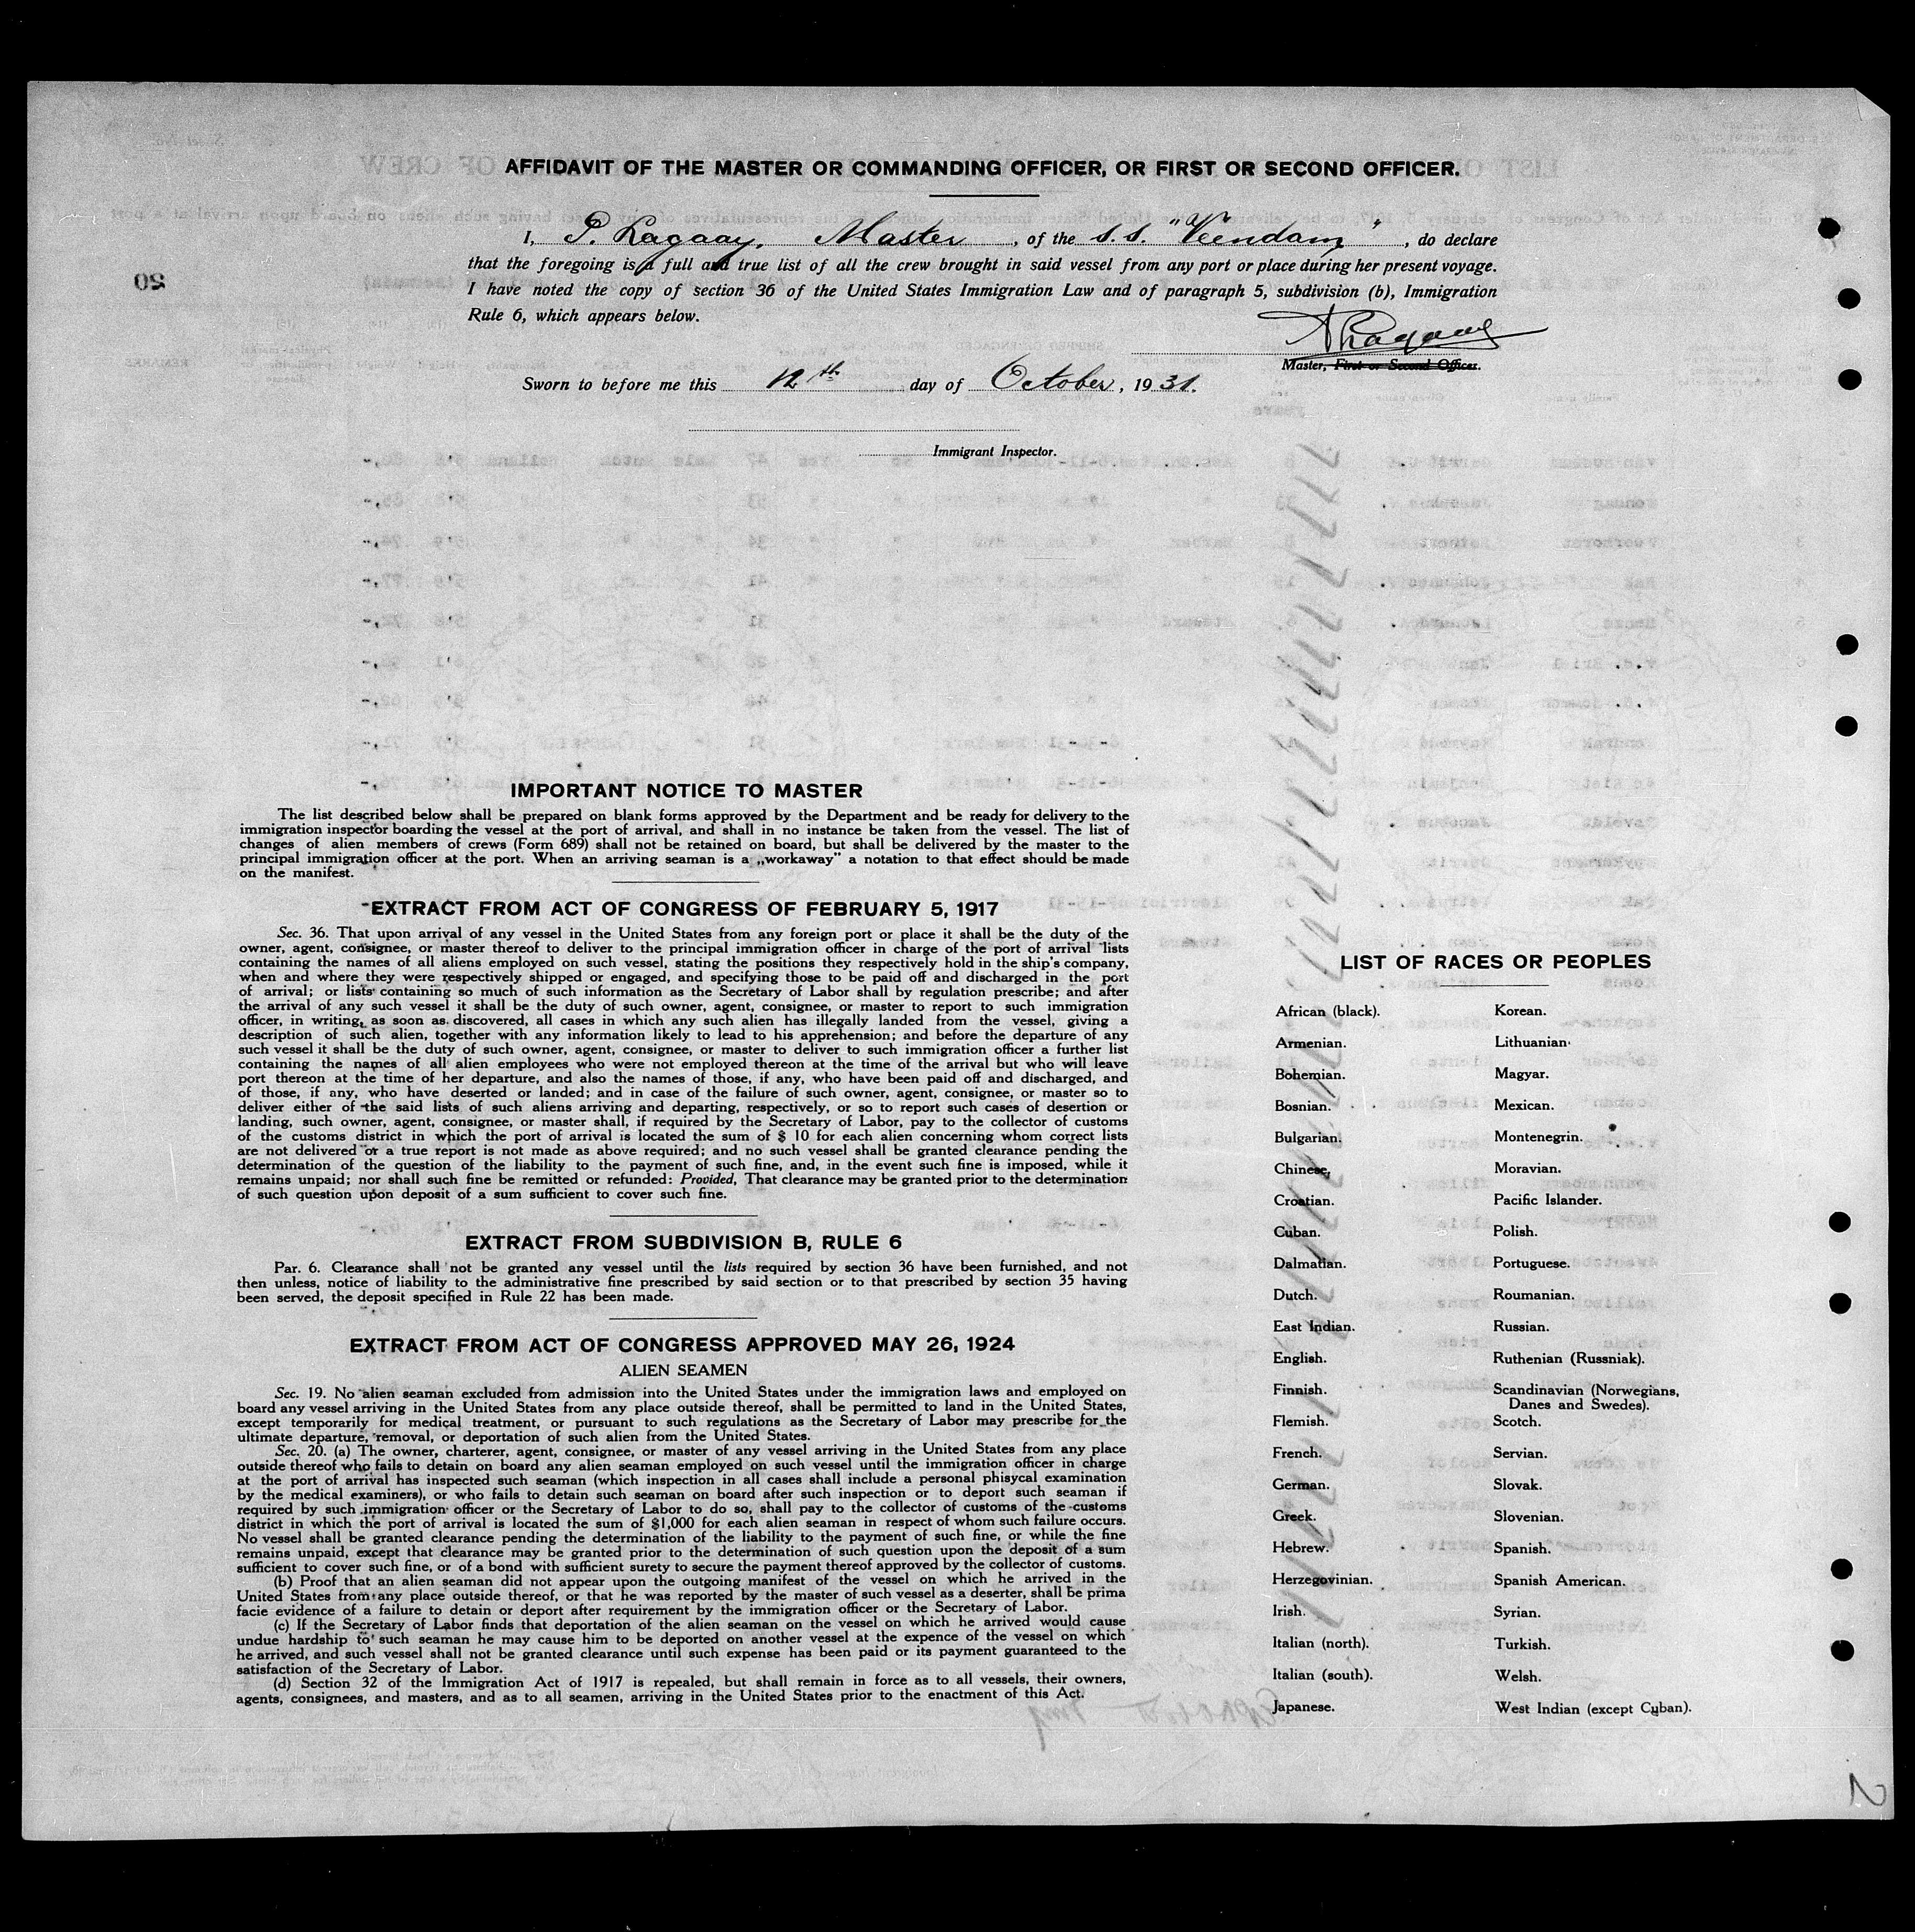 AFFIDAVIT OF THE MASTER OR COMMANDING OFFICER, OR FIRST OR SECOND OFFICER.
I, P. Lagaay, Master, of the s.s. "Veendam", do declare
that the foregoing is a full and true list of all the crew brought in said vessel from any port or place during her present voyage.
I have noted the copy of section 36 of the United States Immigration Law and of paragraph 5, subdivision (b), Immigration
Rule 6, which appears below.
PLagaay
Master, First or Second Officer.
Sworn to before me this 12th day of October, 1931.
Immigrant Inspector.
IMPORTANT NOTICE TO MASTER
The list described below shall be prepared on blank forms approved by the Department and be ready for delivery to the
immigration inspector boarding the vessel at the port of arrival, and shall in no instance be taken from the vessel. The list of
changes of alien members of crews (Form 689) shall not be retained on board, but shall be delivered by the master to the
principal immigration officer at the port. When an arriving seaman is a „workaway” a notation to that effect should be made
on the manifest.
EXTRACT FROM ACT OF CONGRESS OF FEBRUARY 5, 1917
Sec. 36. That upon arrival of any vessel in the United States from any foreign port or place it shall be the duty of the
owner, agent, consignee, or master thereof to deliver to the principal immigration officer in charge of the port of arrival lists
containing the names of all aliens employed on such vessel, stating the positions they respectively hold in the ship's company,
when and where they were respectively shipped or engaged, and specifying those to be paid off and discharged in the port
of arrival; or lists containing so much of such information as the Secretary of Labor shall by regulation prescribe; and after
the arrival of any such vessel it shall be the duty of such owner, agent, consignee, or master to report to such immigration
officer, in writing, as soon as discovered, all cases in which any such alien has illegally landed from the vessel, giving a
description of such alien, together with any information likely to lead to his apprehension; and before the departure of any
such vessel it shall be the duty of such owner, agent, consignee, or master to deliver to such immigration officer a further list
containing the names of all alien employees who were not employed thereon at the time of the arrival but who will leave
port thereon at the time of her departure, and also the names of those, if any, who have been paid off and discharged, and
of those, if any, who have deserted or landed; and in case of the failure of such owner, agent, consignee, or master so to
deliver either of the said lists of such aliens arriving and departing, respectively, or so to report such cases of desertion or
landing, such owner, agent, consignee, or master shall, if required by the Secretary of Labor, pay to the collector of customs
of the customs district in which the port of arrival is located the sum of $ 10 for each alien concerning whom correct lists
are not delivered or a true report is not made as above required; and no such vessel shall be granted clearance pending the
determination of the question of the liability to the payment of such fine, and, in the event such fine is imposed, while it
remains unpaid; nor shall such fine be remitted or refunded: Provided, That clearance may be granted prior to the determination
of such question upon deposit of a sum sufficient to cover such fine.
EXTRACT FROM SUBDIVISION B, RULE 6
Par. 6. Clearance shall not be granted any vessel until the lists required by section 36 have been furnished, and not
then unless, notice of liability to the administrative fine prescribed by said section or to that prescribed by section 35 having
been served, the deposit specified in Rule 22 has been made.
EXTRACT FROM ACT OF CONGRESS APPROVED MAY 26, 1924
ALIEN SEAMEN
Sec. 19. No alien seaman excluded from admission into the United States under the immigration laws and employed on
board any vessel arriving in the United States from any place outside thereof, shall be permitted to land in the United States,
except temporarily for medical treatment, or pursuant to such regulations as the Secretary of Labor may prescribe for the
ultimate departure, removal, or deportation of such alien from the United States.
Sec. 20. (a) The owner, charterer, agent, consignee, or master of any vessel arriving in the United States from any place
outside thereof who fails to detain on board any alien seaman employed on such vessel until the immigration officer in charge
at the port of arrival has inspected such seaman (which inspection in all cases shall include a personal phisycal examination
by the medical examiners), or who fails to detain such seaman on board after such inspection or to deport such seaman if
required by such immigration officer or the Secretary of Labor to do so, shall pay to the collector of customs of the customs
district in which the port of arrival is located the sum of $1,000 for each alien seaman in respect of whom such failure occurs.
No vessel shall be granted clearance pending the determination of the liability to the payment of such fine, or while the fine
remains unpaid, except that clearance may be granted prior to the determination of such question upon the deposit of a sum
sufficient to cover such fine, or of a bond with sufficient surety to secure the payment thereof approved by the collector of customs.
(b) Proof that an alien seaman did not appear upon the outgoing manifest of the vessel on which he arrived in the
United States from any place outside thereof, or that he was reported by the master of such vessel as a deserter, shall be prima
facie evidence of a failure to detain or deport after requirement by the immigration officer or the Secretary of Labor.
(c) If the Secretary of Labor finds that deportation of the alien seaman on the vessel on which he arrived would cause
undue hardship to such seaman he may cause him to be deported on another vessel at the expence of the vessel on which
he arrived, and such vessel shall not be granted clearance until such expense has been paid or its payment guaranteed to the
satisfaction of the Secretary of Labor.
(d) Section 32 of the Immigration Act of 1917 is repealed, but shall remain in force as to all vessels, their owners,
agents, consignees, and masters, and as to all seamen, arriving in the United States prior to the enactment of this Act.
LIST OF RACES OR PEOPLES
African (black).
Armenian.
Bohemian.
Bosnian.
Bulgarian.
Chinese.
Croatian.
Cuban.
Dalmatian.
Dutch.
East Indian.
English.
Finnish.
Flemish.
French.
German.
Greek.
Hebrew.
Herzegovinian.
Irish.
Italian (north).
Italian (south).
Japanese.
Korean.
Lithuanian.
Magyar.
Mexican.
Montenegrin.
Moravian.
Pacific Islander.
Polish.
Portuguese.
Roumanian.
Russian.
Ruthenian (Russniak).
Scandinavian (Norwegians,
Danes and Swedes).
Scotch.
Servian.
Slovak.
Slovenian.
Spanish.
Spanish American.
Syrian.
Turkish.
Welsh.
West Indian (except Cuban).
2